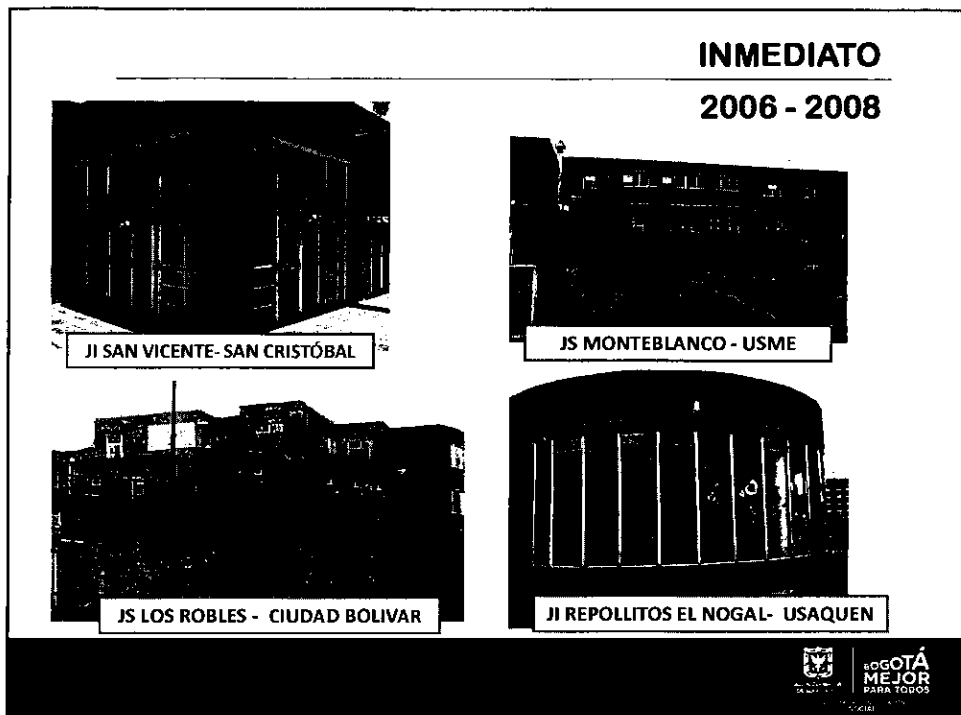 INMEDIATO
2006 - 2008
JI SAN VICENTE- SAN CRISTÓBAL
JS MONTEBLANCO - USME
JS LOS ROBLES - CIUDAD BOLIVAR
JI REPOLLITOS EL NOGAL- USAQUEN
BOGOTÁ
MEJOR
PARA TODOS
SOCIAL